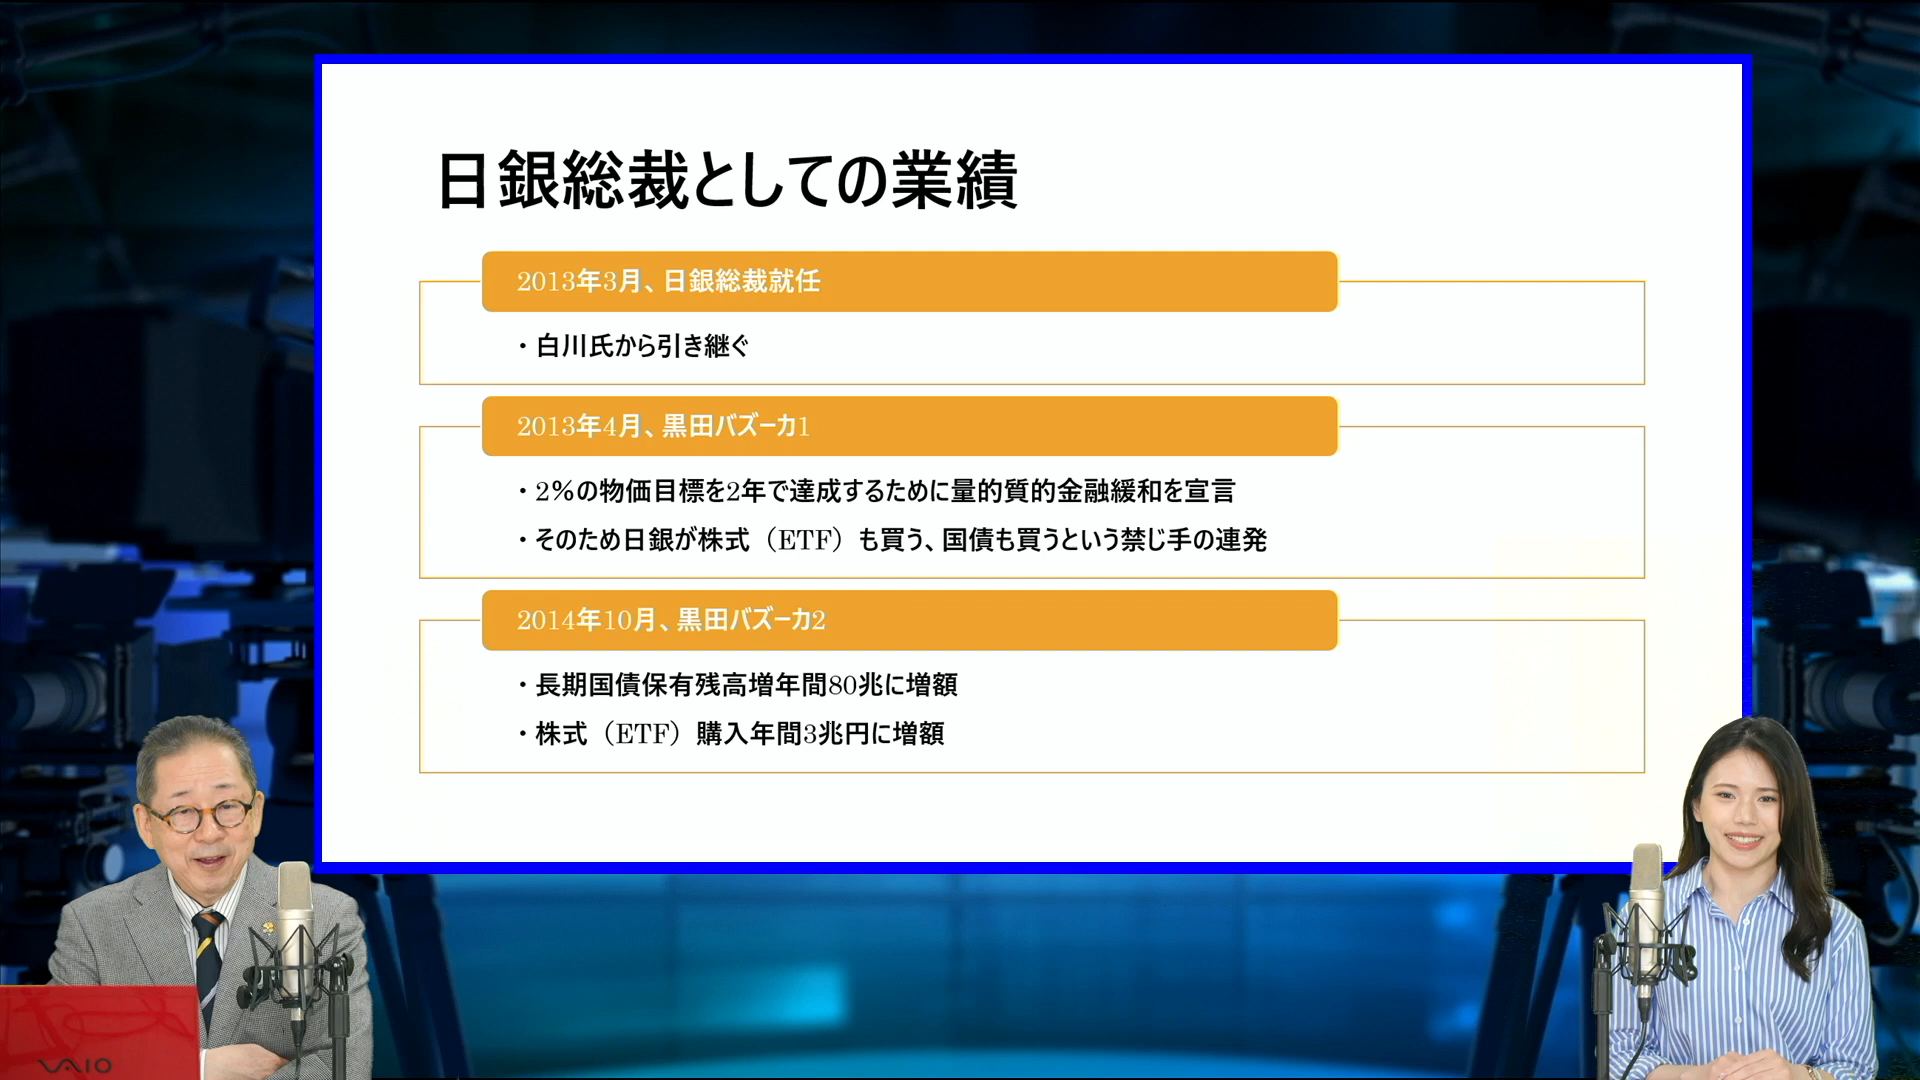 日銀総裁としての業績
2013年3月、日銀総裁就任
・白川氏から引き継ぐ
2013年4月、黒田バズーカ1
・2%の物価目標を2年で達成するために量的質的金融緩和を宣言
・そのため日銀が株式（ETF）も買う、国債も買うという禁じ手の連発
2014年10月、黒田バズーカ2
・長期国債保有残高増年間80兆に増額
・株式（ETF）購入年間3兆円に増額
VAIO